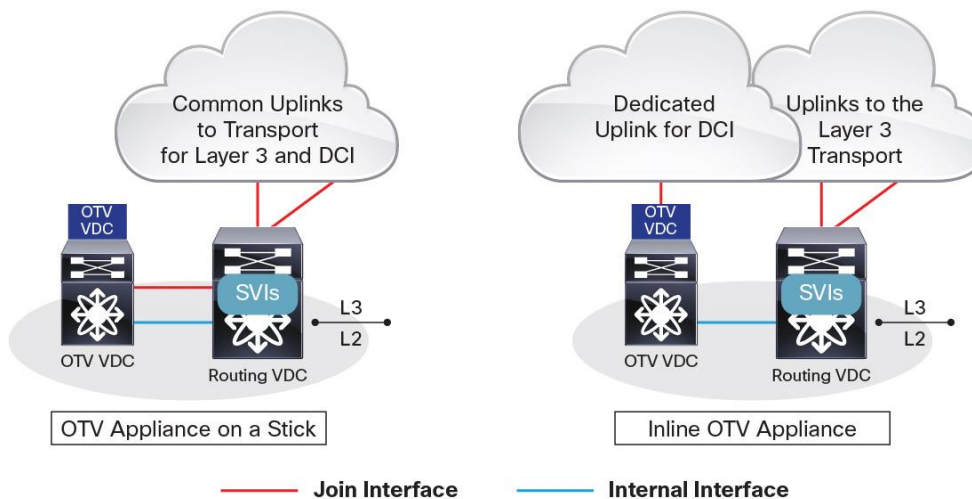 Common Uplinks
to Transport
for Layer 3 and DCI
OTV
VDC
SVIs
L3
L2
OTV VDC
Routing VDC
OTV Appliance on a Stick
Dedicated
Uplink for DCI
Uplinks to the
Layer 3
Transport
OTV
VDC
SVIs
L3
L2
OTV VDC
Routing VDC
Inline OTV Appliance
Join Interface
Internal Interface